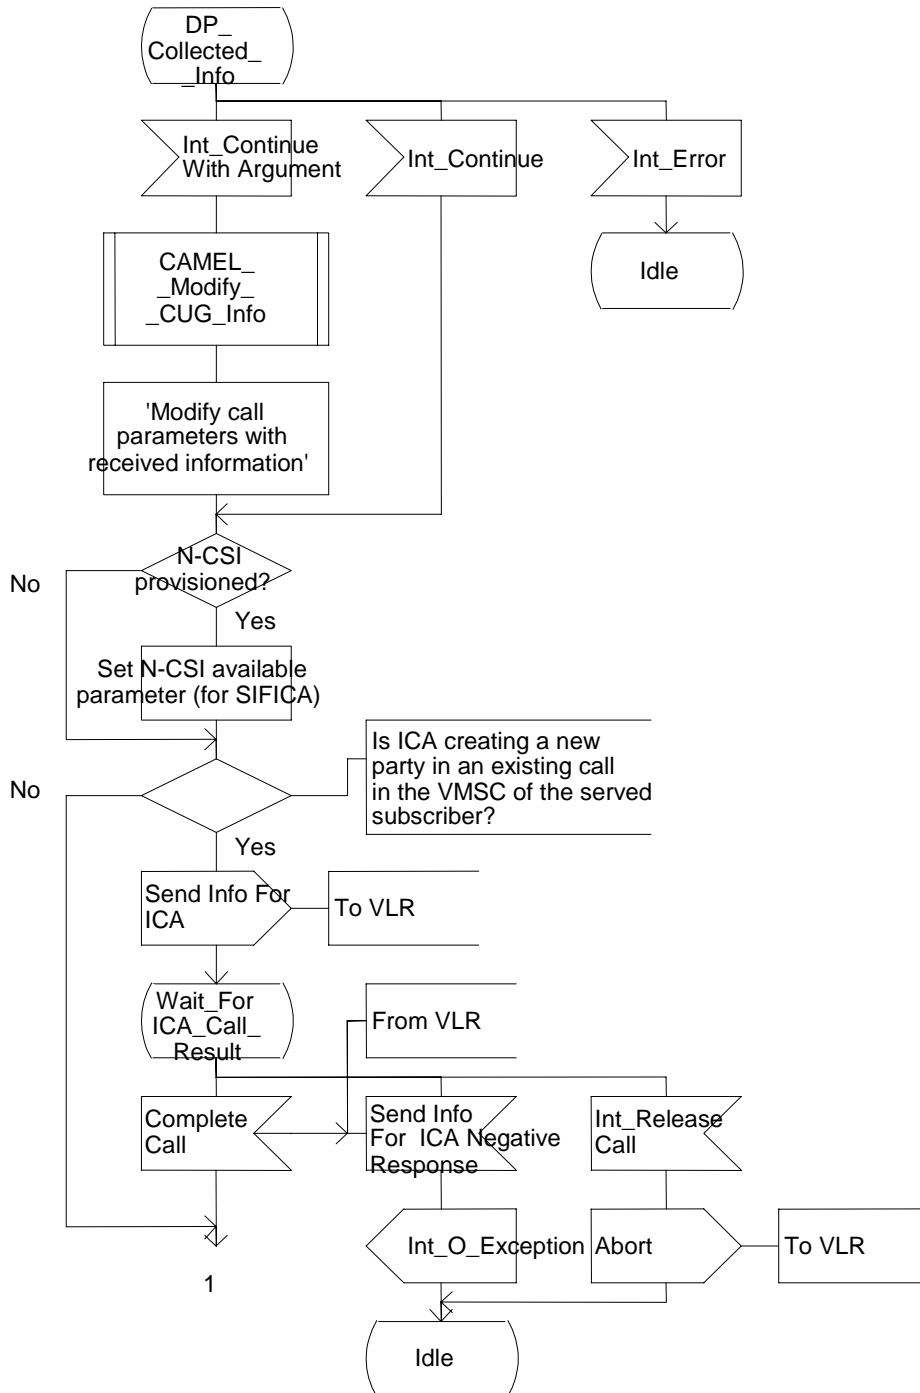 DP_
Collected_
_Info
Int_Continue
With Argument
Int_Continue
Int_Error
CAMEL_
_Modify_
_CUG_Info
Idle
'Modify call
parameters with
received information'
N-CSI
provisioned?
No
Yes
Set N-CSI available
parameter (for SIFICA)
Is ICA creating a new
party in an existing call
in the VMSC of the served
subscriber?
No
Yes
Send Info For
ICA
To VLR
Wait_For
ICA_Call_
_Result
From VLR
Complete
Call
Send Info
For ICA Negative
Response
Int_Release
Call
Int_O_Exception
Abort
To VLR
1
Idle